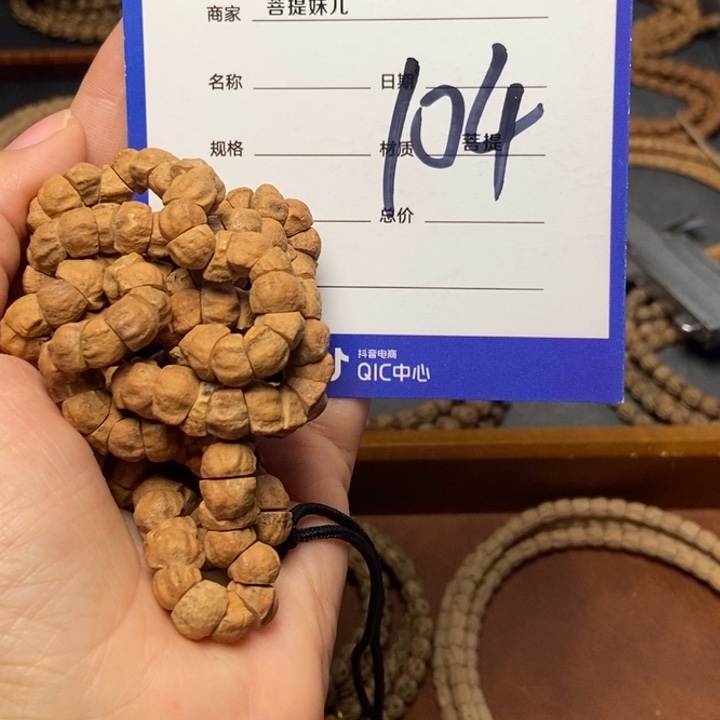 商家 菩提妹儿
名称 日期
104
规格 材质 菩提
总价
抖音电商
QIC中心